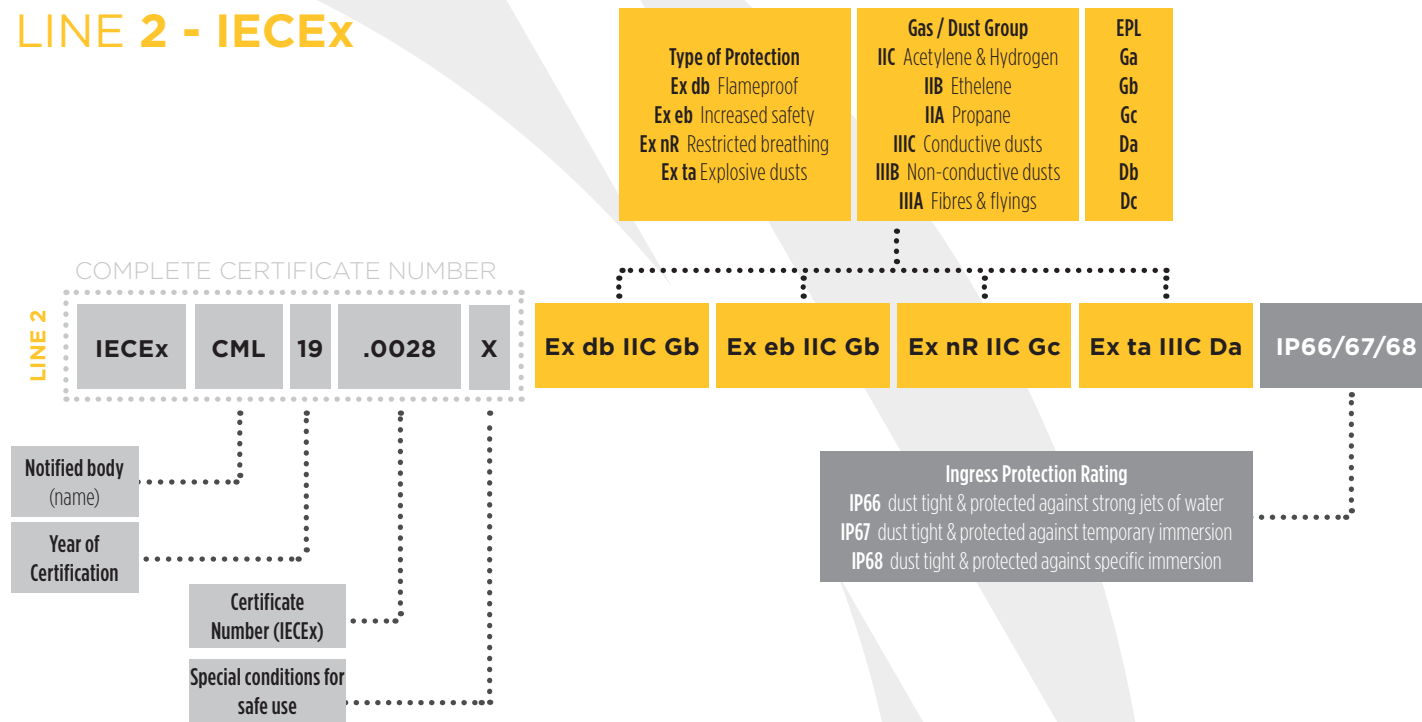 LINE 2 - IECEx
Type of Protection
Ex db Flameproof
Ex eb Increased safety
Ex nR Restricted breathing
Ex ta Explosive dusts
Gas / Dust Group
IIC Acetylene & Hydrogen
IIB Ethylene
IIA Propane
IIIC Conductive dusts
IIIB Non-conductive dusts
IIIA Fibres & flyings
EPL
Ga
Gb
Gc
Da
Db
Dc
COMPLETE CERTIFICATE NUMBER
LINE 2
IECEx CML 19 .0028 X Ex db IIC Gb Ex eb IIC Gb Ex nR IIC Gc Ex ta IIIC Da IP66/67/68
Notified body
(name)
Year of
Certification
Certificate
Number (IECEx)
Special conditions for
safe use
Ingress Protection Rating
IP66 dust tight & protected against strong jets of water
IP67 dust tight & protected against temporary immersion
IP68 dust tight & protected against specific immersion